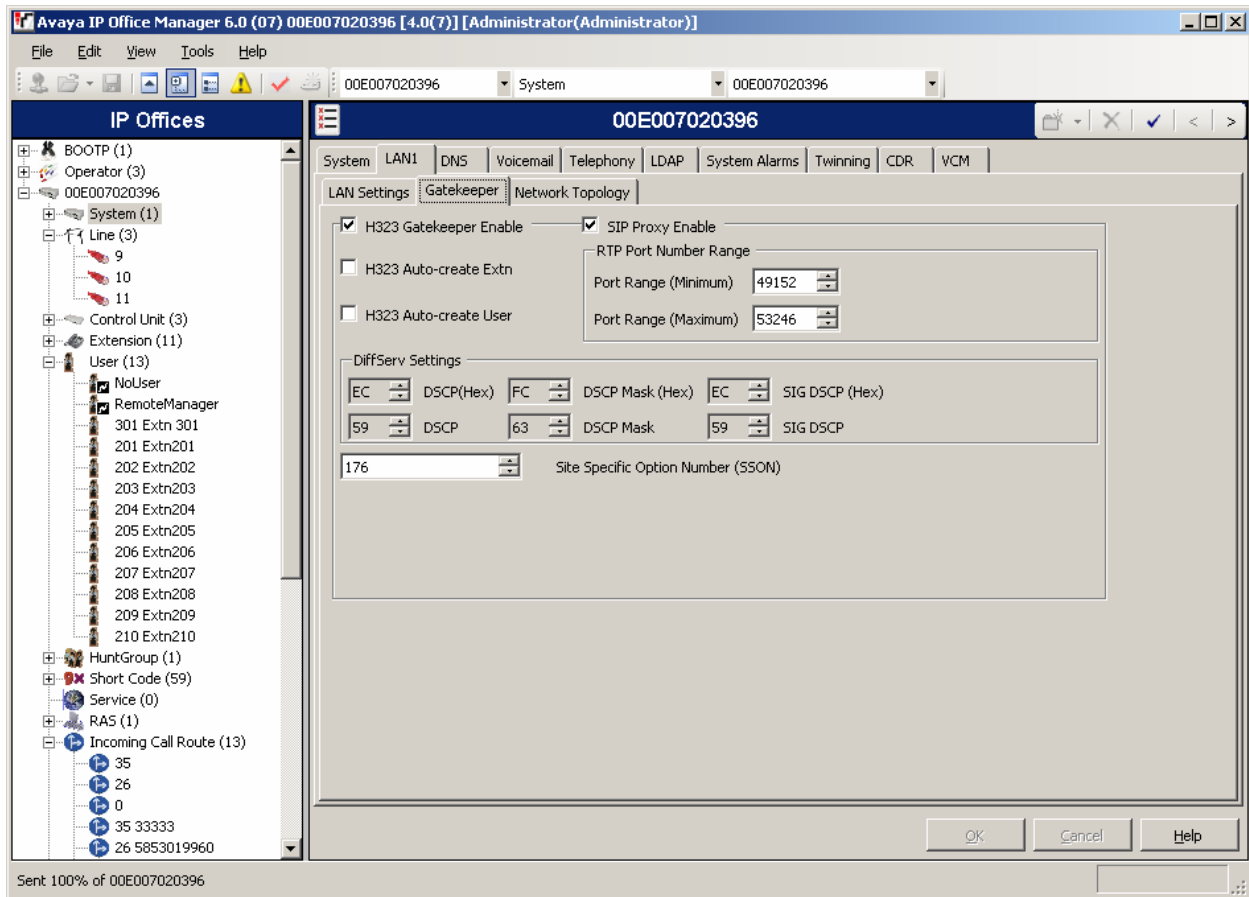 Avaya IP Office Manager 6.0 (07) 00E007020396 [4.0(7)] [Administrator(Administrator)]
File Edit View Tools Help
00E007020396 System 00E007020396
IP Offices
BOOTP (1)
Operator (3)
00E007020396
System (1)
Line (3)
9
10
11
Control Unit (3)
Extension (11)
User (13)
NoUser
RemoteManager
301 Extn 301
201 Extn201
202 Extn202
203 Extn203
204 Extn204
205 Extn205
206 Extn206
207 Extn207
208 Extn208
209 Extn209
210 Extn210
HuntGroup (1)
Short Code (59)
Service (0)
RAS (1)
Incoming Call Route (13)
35
26
0
35 33333
26 5853019960
00E007020396
System LAN1 DNS Voicemail Telephony LDAP System Alarms Twinning CDR VCM
LAN Settings Gatekeeper Network Topology
H323 Gatekeeper Enable SIP Proxy Enable
RTP Port Number Range
H323 Auto-create Extn
Port Range (Minimum) 49152
H323 Auto-create User
Port Range (Maximum) 53246
DiffServ Settings
EC DSCP(Hex) FC DSCP Mask (Hex) EC SIG DSCP (Hex)
59 DSCP 63 DSCP Mask 59 SIG DSCP
176 Site Specific Option Number (SSON)
OK Cancel Help
Sent 100% of 00E007020396